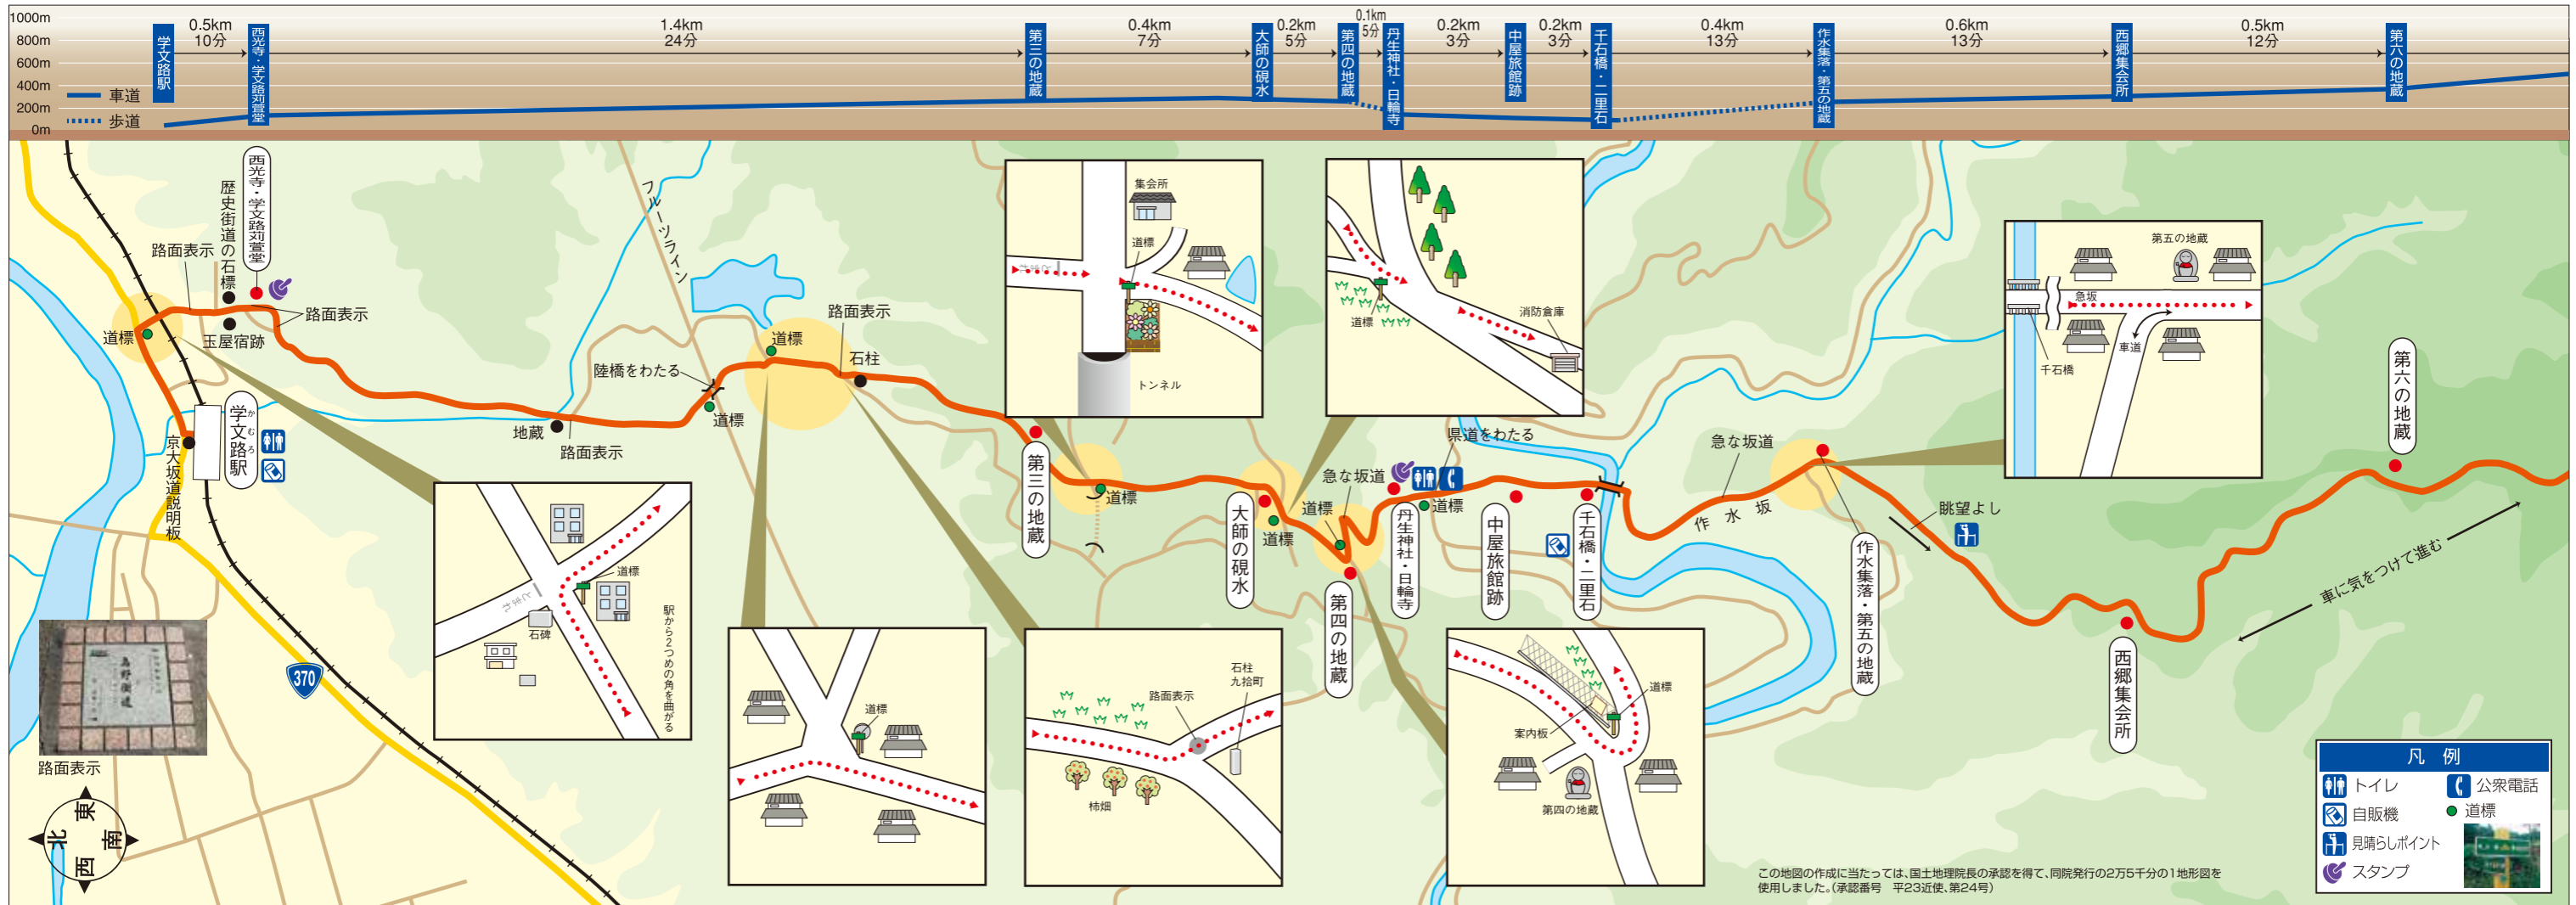 1000m
800m
600m
400m
200m
0m
車道
歩道
学文路駅
0.5km
10分
西光寺・学文路苅萱堂
1.4km
24分
第三の地蔵
0.4km
7分
大師の硯水
0.2km
5分
第四の地蔵
0.1km
5分
丹生神社・日輪寺
0.2km
3分
中屋旅館跡
0.2km
3分
千石橋・二里石
0.4km
13分
作水集落・第五の地蔵
0.6km
13分
西郷集会所
0.5km
12分
第六の地蔵
西光寺・学文路苅萱堂
歴史街道の石標
路面表示
道標
玉屋宿跡
路面表示
学文路駅
かむろ
京大坂道説明板
地蔵
路面表示
フルーツライン
陸橋をわたる
道標
道標
路面表示
石柱
第三の地蔵
道標
大師の硯水
道標
道標
急な坂道
第四の地蔵
丹生神社・日輪寺
県道をわたる
道標
中屋旅館跡
千石橋・二里石
作水坂
急な坂道
作水集落・第五の地蔵
眺望よし
西郷集会所
第六の地蔵
車に気をつけて進む
集会所
道標
とまれ
トンネル
道標
消防倉庫
第五の地蔵
急坂
車道
千石橋
道標
とまれ
石碑
駅から2つめの角を曲がる
道標
路面表示
石柱
九拾町
柿畑
道標
案内板
第四の地蔵
370
高野街道
路面表示
東
北
南
西
凡 例
トイレ
公衆電話
自販機
道標
見晴らしポイント
スタンプ
この地図の作成に当たっては、国土地理院長の承認を得て、同院発行の2万5千分の1地形図を
使用しました。(承認番号 平23近使、第24号)